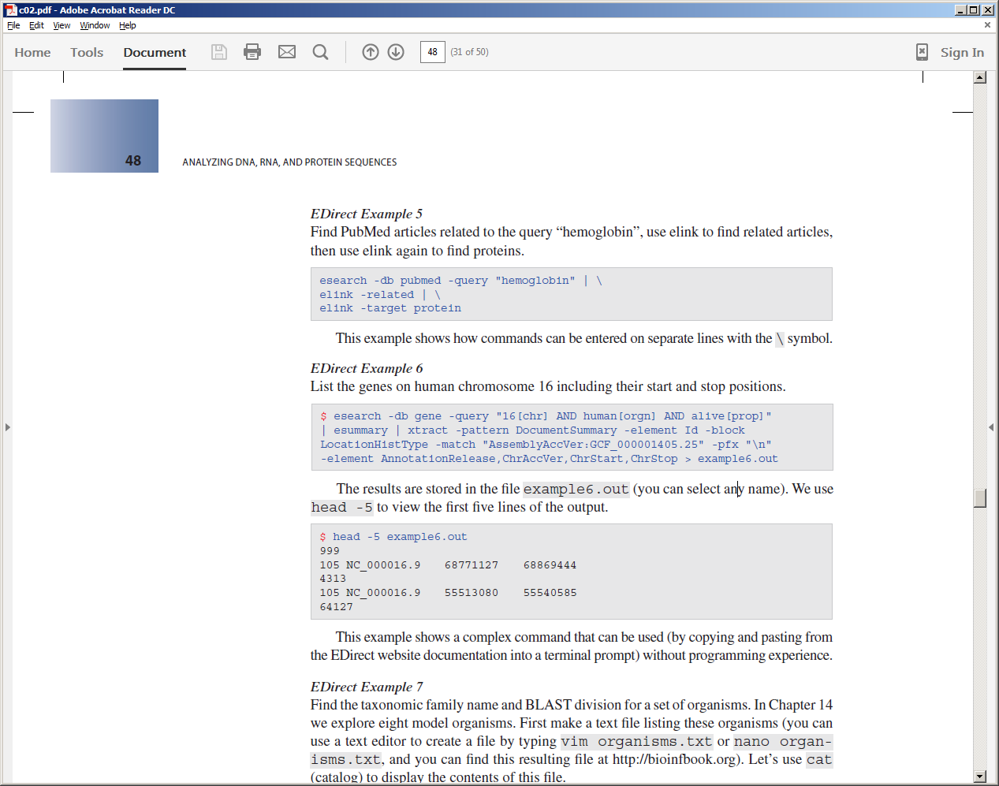 c02.pdf - Adobe Acrobat Reader DC
File Edit View Window Help
Home Tools Document 48 (31 of 50) Sign In
48 ANALYZING DNA, RNA, AND PROTEIN SEQUENCES
EDirect Example 5
Find PubMed articles related to the query “hemoglobin”, use elink to find related articles,
then use elink again to find proteins.
esearch -db pubmed -query "hemoglobin" | \
elink -related | \
elink -target protein
This example shows how commands can be entered on separate lines with the \ symbol.
EDirect Example 6
List the genes on human chromosome 16 including their start and stop positions.
$ esearch -db gene -query "16[chr] AND human[orgn] AND alive[prop]"
| esummary | xtract -pattern DocumentSummary -element Id -block
LocationHistType -match "AssemblyAccVer:GCF_000001405.25" -pfx "\n"
-element AnnotationRelease,ChrAccVer,ChrStart,ChrStop > example6.out
The results are stored in the file example6.out (you can select any name). We use
head -5 to view the first five lines of the output.
$ head -5 example6.out
999
105 NC_000016.9 68771127 68869444
4313
105 NC_000016.9 55513080 55540585
64127
This example shows a complex command that can be used (by copying and pasting from
the EDirect website documentation into a terminal prompt) without programming experience.
EDirect Example 7
Find the taxonomic family name and BLAST division for a set of organisms. In Chapter 14
we explore eight model organisms. First make a text file listing these organisms (you can
use a text editor to create a file by typing vim organisms.txt or nano organ-
isms.txt, and you can find this resulting file at http://bioinfbook.org). Let’s use cat
(catalog) to display the contents of this file.